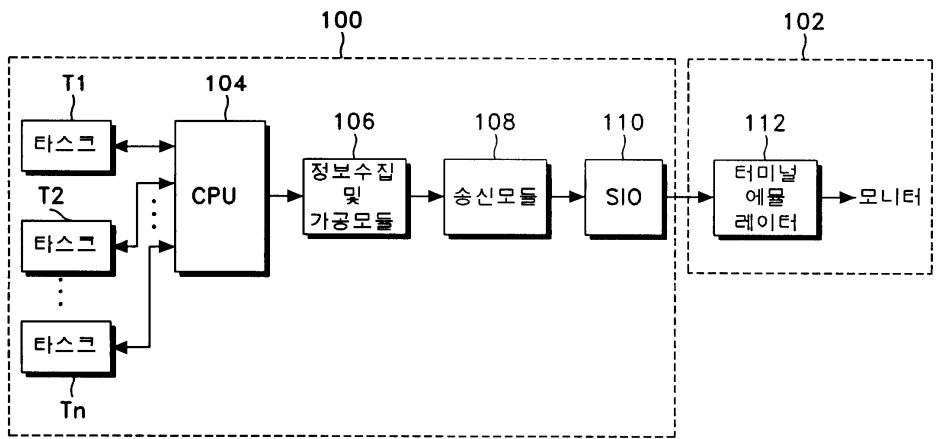 100
102
T1
104
106
108
110
112
타스크
CPU
정보수집
및
가공모듈
송신모듈
SIO
터미널
에뮬
레이터
모니터
T2
타스크
타스크
Tn